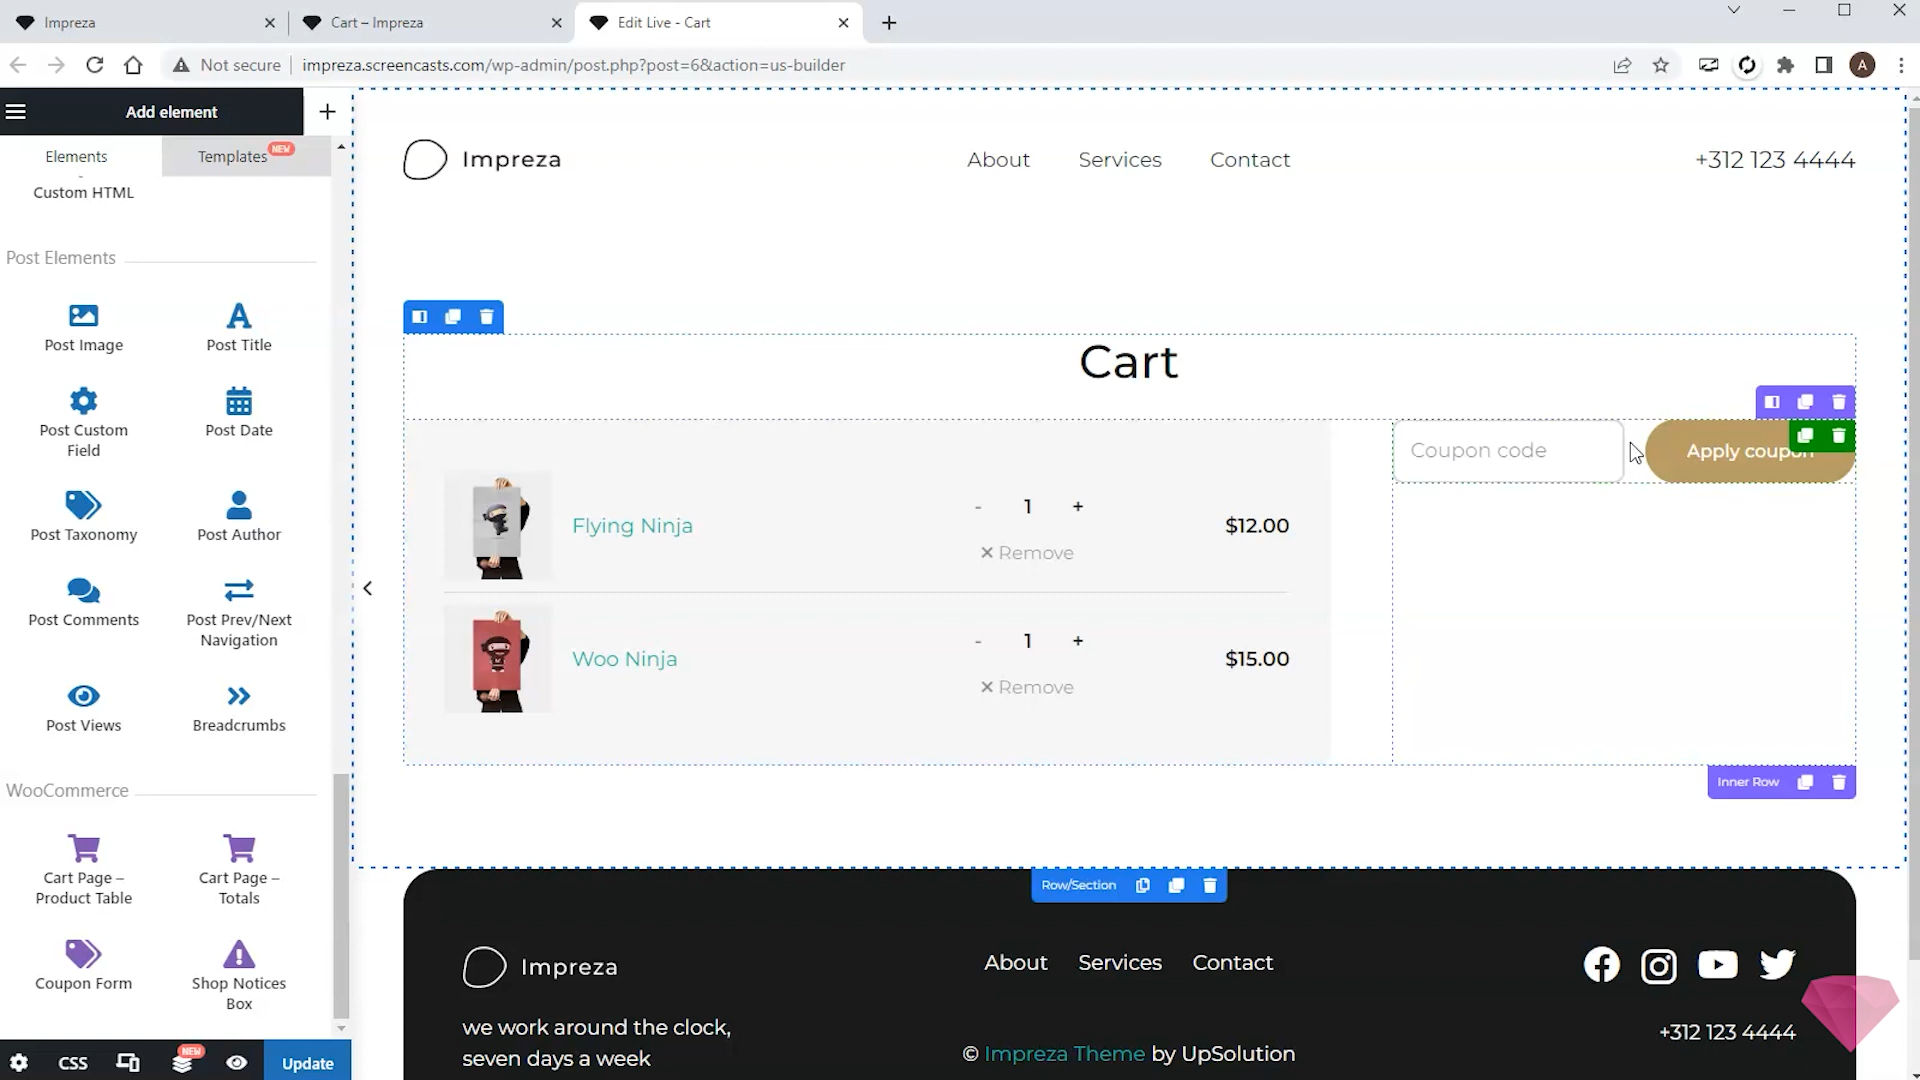 Impreza
Cart – Impreza
Edit Live - Cart
Not secure
impreza.screencasts.com/wp-admin/post.php?post=6&action=us-builder
A
Add element
Elements
Templates
NEW
Custom HTML
Post Elements
Post Image
Post Title
Post Custom
Field
Post Date
Post Taxonomy
Post Author
Post Comments
Post Prev/Next
Navigation
Post Views
Breadcrumbs
WooCommerce
Cart Page –
Product Table
Cart Page –
Totals
Coupon Form
Shop Notices
Box
CSS
NEW
Update
Impreza
About
Services
Contact
+312 123 4444
Cart
Flying Ninja
- 1 +
× Remove
$12.00
Woo Ninja
- 1 +
× Remove
$15.00
Coupon code
Apply coupon
Inner Row
Row/Section
Impreza
we work around the clock,
seven days a week
About
Services
Contact
© Impreza Theme by UpSolution
+312 123 4444